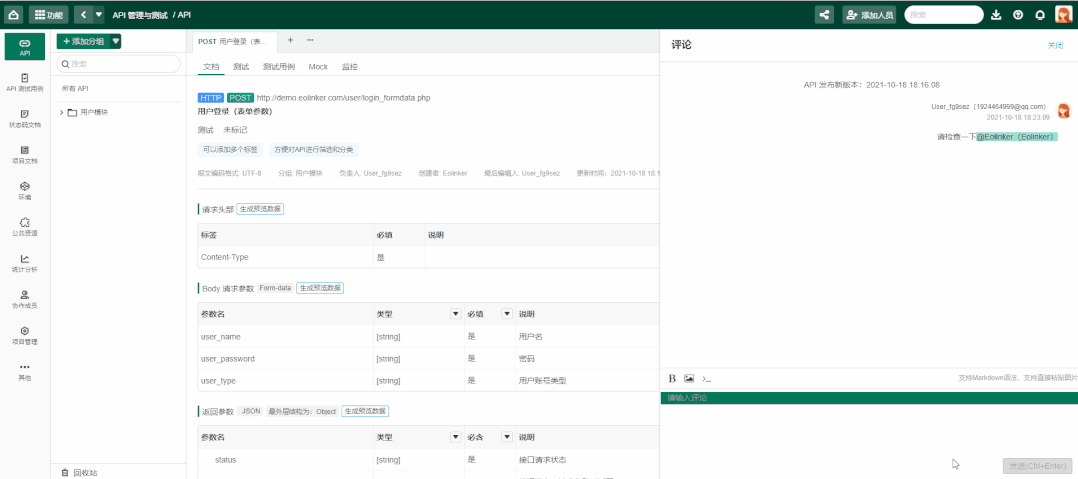 功能 API 管理与测试 / API 添加人员 搜索
API
API 测试用例
状态码文档
项目文档
环境
公共资源
统计分析
协作成员
项目管理
其他
+ 添加分组
搜索
所有 API
用户模块
回收站
POST 用户登录（表... + ...
文档 测试 测试用例 Mock 监控
HTTP POST http://demo.eolinker.com/user/login_formdata.php
用户登录（表单参数）
测试 未标记
可以添加多个标签 方便对API进行筛选和分类
报文编码格式: UTF-8 分组: 用户模块 负责人: User_fg9sez 创建者: Eolinker 最后编辑人: User_fg9sez 更新时间: 2021-10-18 18:1
请求头部 生成预览数据
标签 必填 说明
Content-Type 是
Body 请求参数 Form-data 生成预览数据
参数名 类型 必填 说明
user_name [string] 是 用户名
user_password [string] 是 密码
user_type [string] 是 用户账号类型
返回参数 JSON 最外层结构为：Object 生成预览数据
参数名 类型 必含 说明
status [string] 是 接口请求状态
评论 关闭
API 发布新版本：2021-10-18 18:16:08
User_fg9sez（1924464999@qq.com）
2021-10-18 18:23:09
请检查一下@Eolinker（Eolinker）
B >_ 支持Markdown语法，支持直接粘贴图片
请输入评论
发送(Ctrl+Enter)